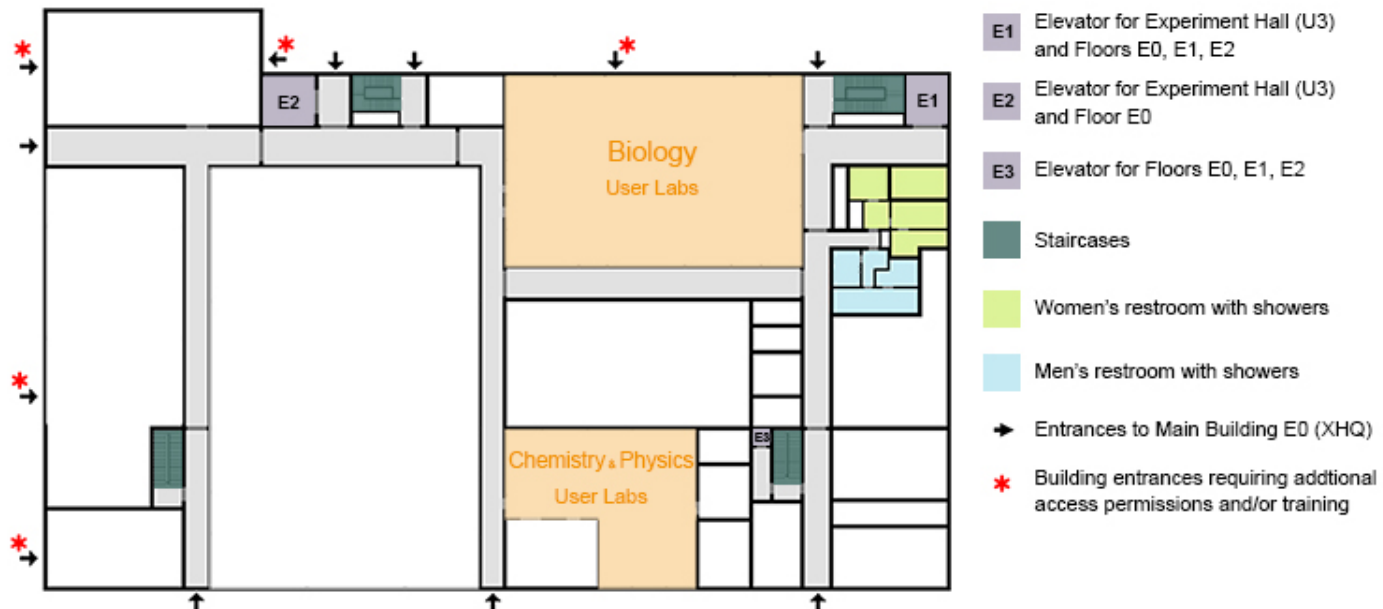 E2
E1
Biology
User Labs
E3
Chemistry & Physics
User Labs
E1
Elevator for Experiment Hall (U3)
and Floors E0, E1, E2
E2
Elevator for Experiment Hall (U3)
and Floor E0
E3
Elevator for Floors E0, E1, E2
Staircases
Women's restroom with showers
Men's restroom with showers
Entrances to Main Building E0 (XHQ)
Building entrances requiring addtional
access permissions and/or training